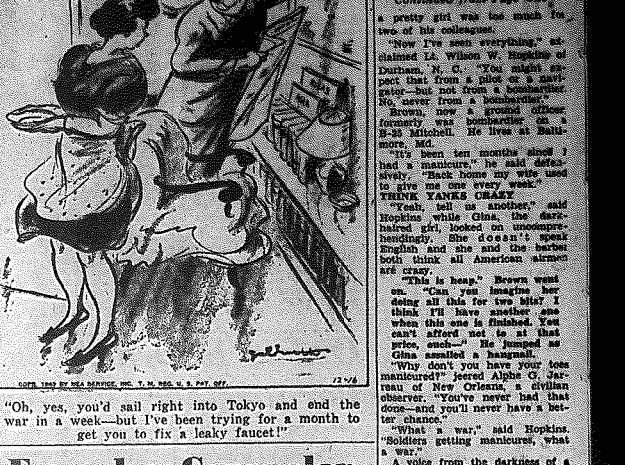 COPR. 1943 BY NEA SERVICE, INC. T. M. REG. U. S. PAT. OFF.
12-16
"Oh, yes, you'd sail right into Tokyo and end the
war in a week—but I've been trying for a month to
get you to fix a leaky faucet!"
a pretty girl was too much for
two of his colleagues.
"Now I've seen everything," ex-
claimed Lt. Wilson W. Hopkins of
Durham, N. C. "You might ex-
pect that from a pilot or a navi-
gator—but not from a bombardier.
No, never from a bombardier."
Brown, now a ground officer,
formerly was bombardier on a
B-25 Mitchell. He lives at Balti-
more, Md.
"It's been ten months since I
had a manicure," he said defen-
sively. "Back home my wife used
to give me one every week."
THINK YANKS CRAZY
"Yeah, tell us another," said
Hopkins, while Gina, the dark-
haired girl, looked on uncompre-
hendingly. She doesn't speak
English and she and the barber
both think all American airmen
are crazy.
"This is heap." Brown went
on. "Can you imagine her
doing all this for two bits? I
think I'll have another one
when this one is finished. You
can't afford not to at that
price, ouch—" He jumped as
Gina assailed a hangnail.
"Why don't you have your toes
manicured?" jeered Alphe G. Jar-
reau of New Orleans, a civilian
observer. "You've never had that
done—and you'll never have a bet-
ter chance."
"What a war," said Hopkins.
"Soldiers getting manicures, what
a war."
A voice from the darkness of a